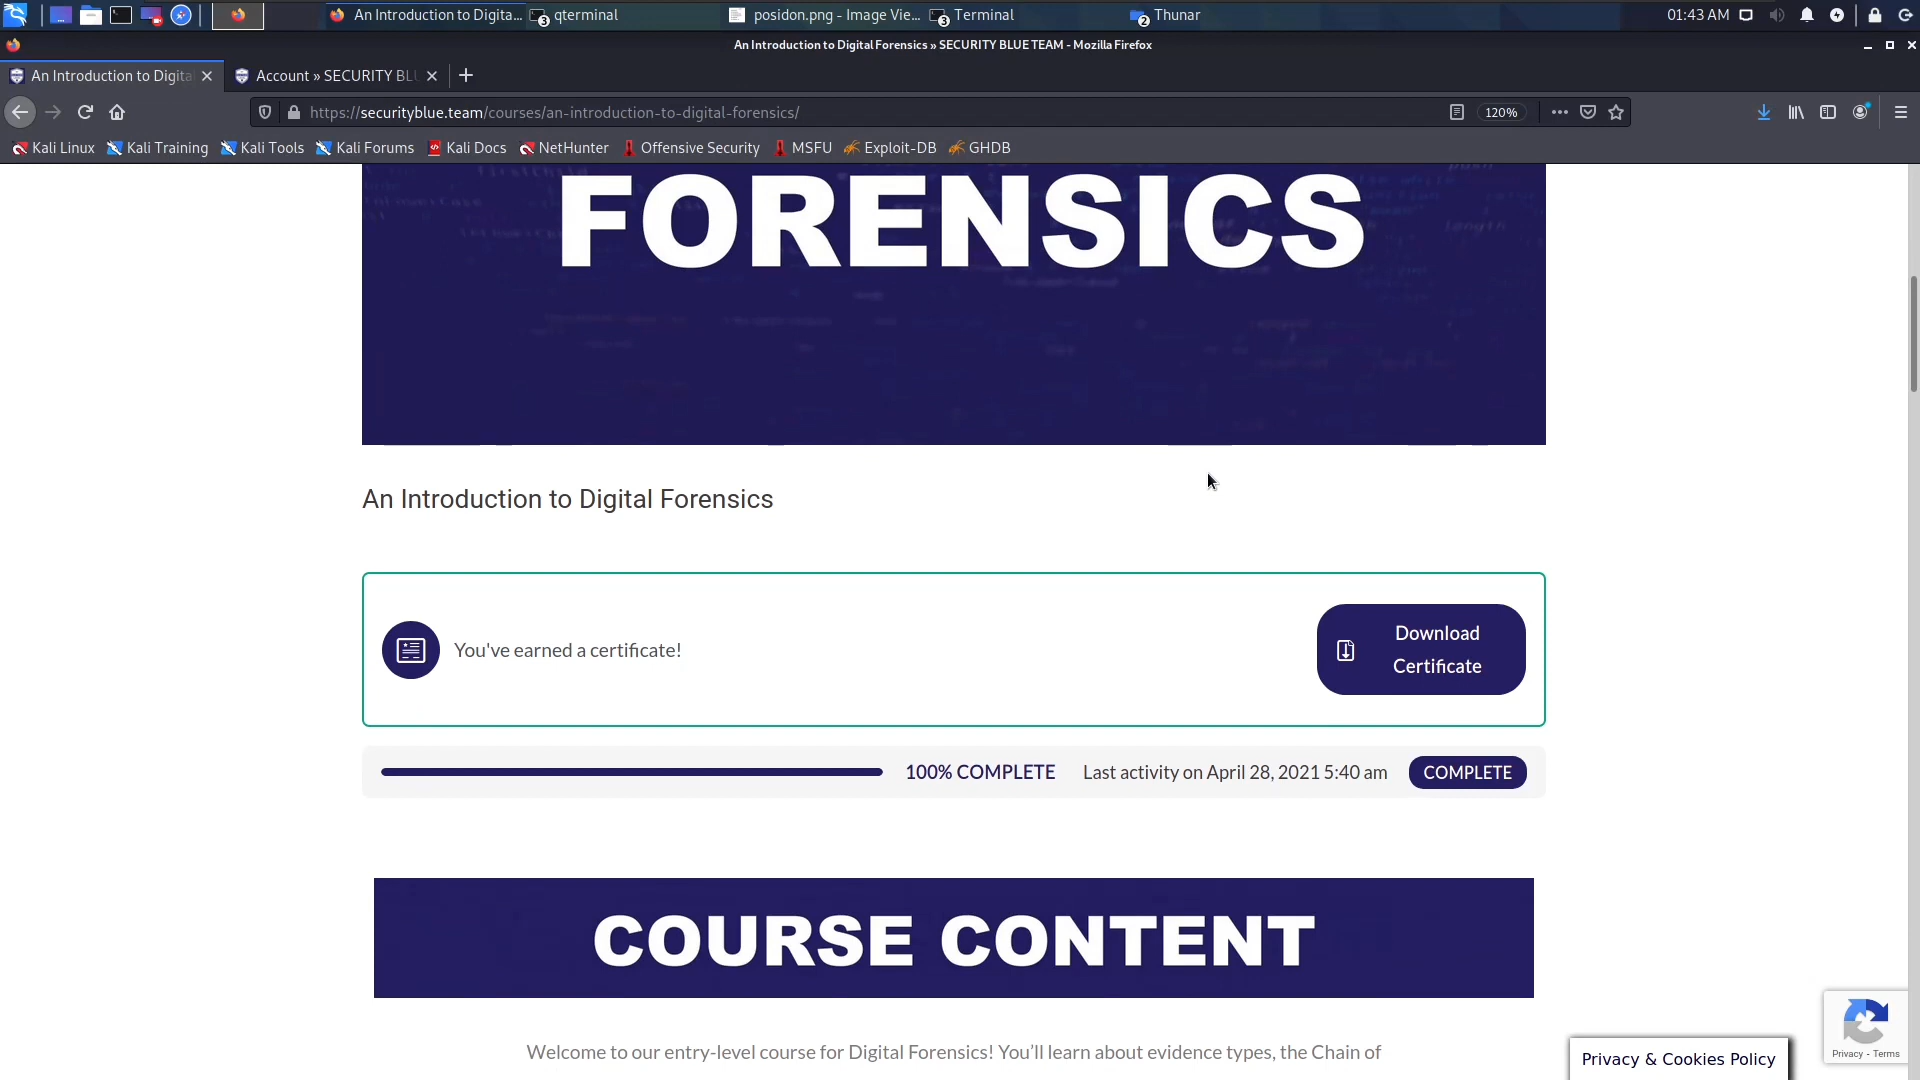 An Introduction to Digita... 3 qterminal posidon.png - Image Vie... 3 Terminal 2 Thunar 01:43 AM
An Introduction to Digital Forensics » SECURITY BLUE TEAM - Mozilla Firefox
An Introduction to Digita Account » SECURITY BLU
https://securityblue.team/courses/an-introduction-to-digital-forensics/ 120%
Kali Linux Kali Training Kali Tools Kali Forums Kali Docs NetHunter Offensive Security MSFU Exploit-DB GHDB
FORENSICS
An Introduction to Digital Forensics
You've earned a certificate!
Download
Certificate
100% COMPLETE Last activity on April 28, 2021 5:40 am COMPLETE
COURSE CONTENT
Welcome to our entry-level course for Digital Forensics! You'll learn about evidence types, the Chain of
Privacy - Terms
Privacy & Cookies Policy